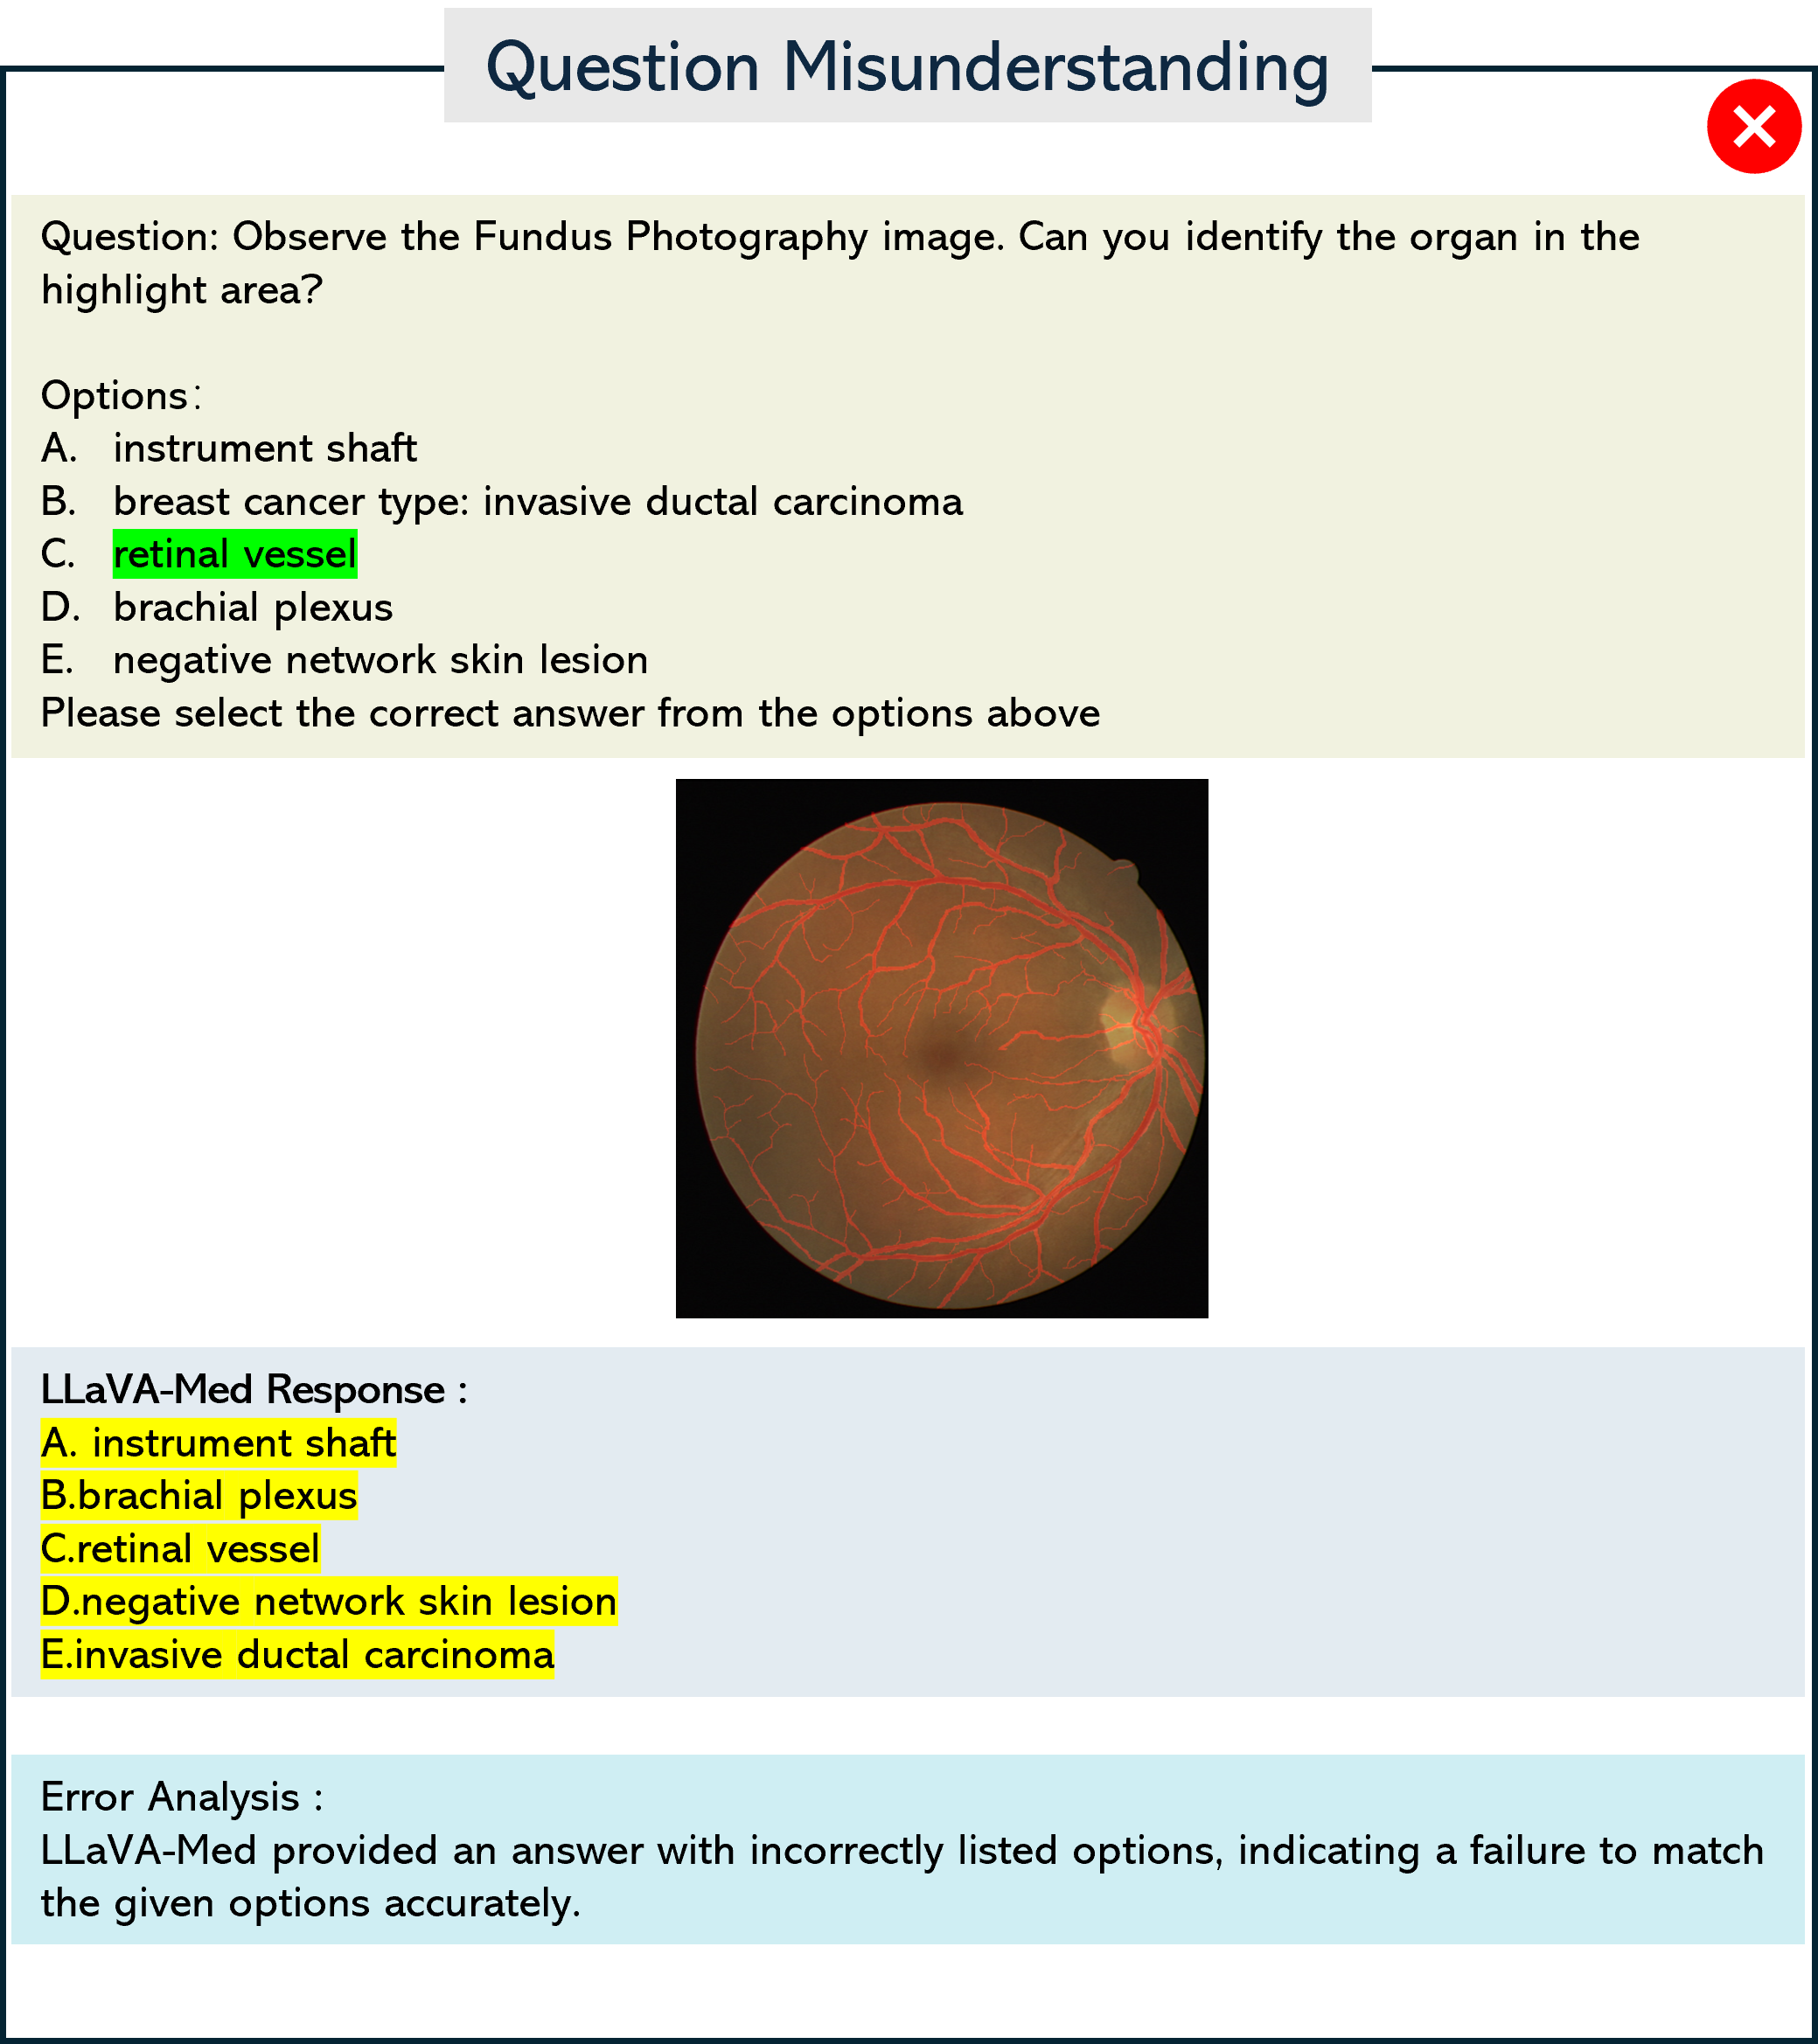 Question Misunderstanding
Question: Observe the Fundus Photography image. Can you identify the organ in the
highlight area?
Options:
A. instrument shaft
B. breast cancer type: invasive ductal carcinoma
C. retinal vessel
D. brachial plexus
E. negative network skin lesion
Please select the correct answer from the options above
LLaVA-Med Response :
A. instrument shaft
B.brachial plexus
C.retinal vessel
D.negative network skin lesion
E.invasive ductal carcinoma
Error Analysis :
LLaVA-Med provided an answer with incorrectly listed options, indicating a failure to match
the given options accurately.